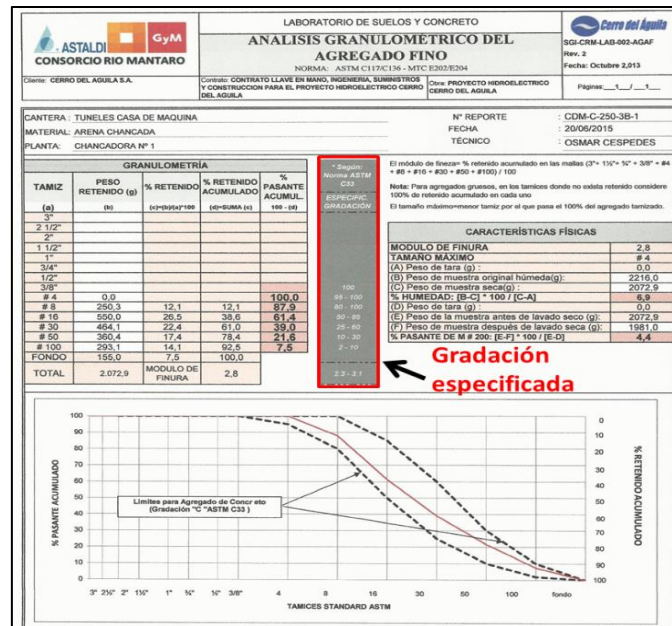 ASTALDI GyM
CONSORCIO RIO MANTARO
LABORATORIO DE SUELOS Y CONCRETO
ANALISIS GRANULOMETRICO DEL
AGREGADO FINO
NORMA: ASTM C117/C136 - MTC E202/E204
Cerro del Aguila
SGI-CRM-LAB-002-AGAF
Rev. 2
Fecha: Octubre 2,013
Cliente: CERRO DEL AGUILA S.A.
Contrato: CONTRATO LLAVE EN MANO, INGENIERIA, SUMINISTROS
Y CONSTRUCCION PARA EL PROYECTO HIDROELECTRICO CERRO
DEL AGUILA
Obra: PROYECTO HIDROELECTRICO
CERRO DEL AGUILA
Páginas: 1 / 1
CANTERA : TUNELES CASA DE MAQUINA
MATERIAL: ARENA CHANCADA
PLANTA: CHANCADORA Nº 1
Nº REPORTE : CDM-C-250-3B-1
FECHA : 20/06/2015
TÉCNICO : OSMAR CESPEDES
GRANULOMETRÍA
TAMIZ PESO RETENIDO (g) % RETENIDO % RETENIDO ACUMULADO % PASANTE ACUMUL.
(a) (b) (c)=(b)/(a)*100 (d)=SUMA (c) 100 - (d)
3"
2 1/2"
2"
1 1/2"
1"
3/4"
1/2"
3/8"
# 4 0,0 100,0
# 8 250,3 12,1 12,1 87,9
# 16 550,0 26,5 38,6 61,4
# 30 464,1 22,4 61,0 39,0
# 50 360,4 17,4 78,4 21,6
# 100 293,1 14,1 92,5 7,5
FONDO 155,0 7,5 100,0
TOTAL 2.072,9 MODULO DE FINURA 2,8
* Según:
Norma ASTM
C33
ESPECIFIC.
GRADACIÓN
100
95 - 100
80 - 100
50 - 85
25 - 60
10 - 30
2 - 10
2.3 - 3.1
El módulo de fineza= % retenido acumulado en las mallas (3"+ 1½"+ ¾" + 3/8" + #4
+ #8 + #16 + #30 + #50 + #100) / 100
Nota: Para agregados gruesos, en los tamices donde no exista retenido considere
100% de retenido acumulado en cada uno
El tamaño máximo=menor tamiz por el que pasa el 100% del agregado tamizado.
CARACTERÍSTICAS FÍSICAS
MODULO DE FINURA 2,8
TAMAÑO MÁXIMO # 4
(A) Peso de tara (g) : 0,0
(B) Peso de muestra original húmeda(g): 2216,0
(C) Peso de muestra seca(g): 2072,9
% HUMEDAD: [B-C] * 100 / [C-A] 6,9
(D) Peso de tara (g) : 0,0
(E) Peso de la muestra antes de lavado seco (g): 2072,9
(F) Peso de muestra después de lavado seco (g): 1981,0
% PASANTE DE M # 200: [E-F] * 100 / [E-D] 4,4
Gradación
especificada
% PASANTE ACUMULADO
100
90
80
70
60
50
40
30
20
10
0
Limites para Agregado de Concreto
(Gradación "C "ASTM C33 )
0
10
20
30
40
50
60
70
80
90
100
% RETENIDO ACUMULADO
3" 2½" 2" 1½" 1" ¾" ½" 3/8" 4 8 16 30 50 100 fondo
TAMICES STANDARD ASTM